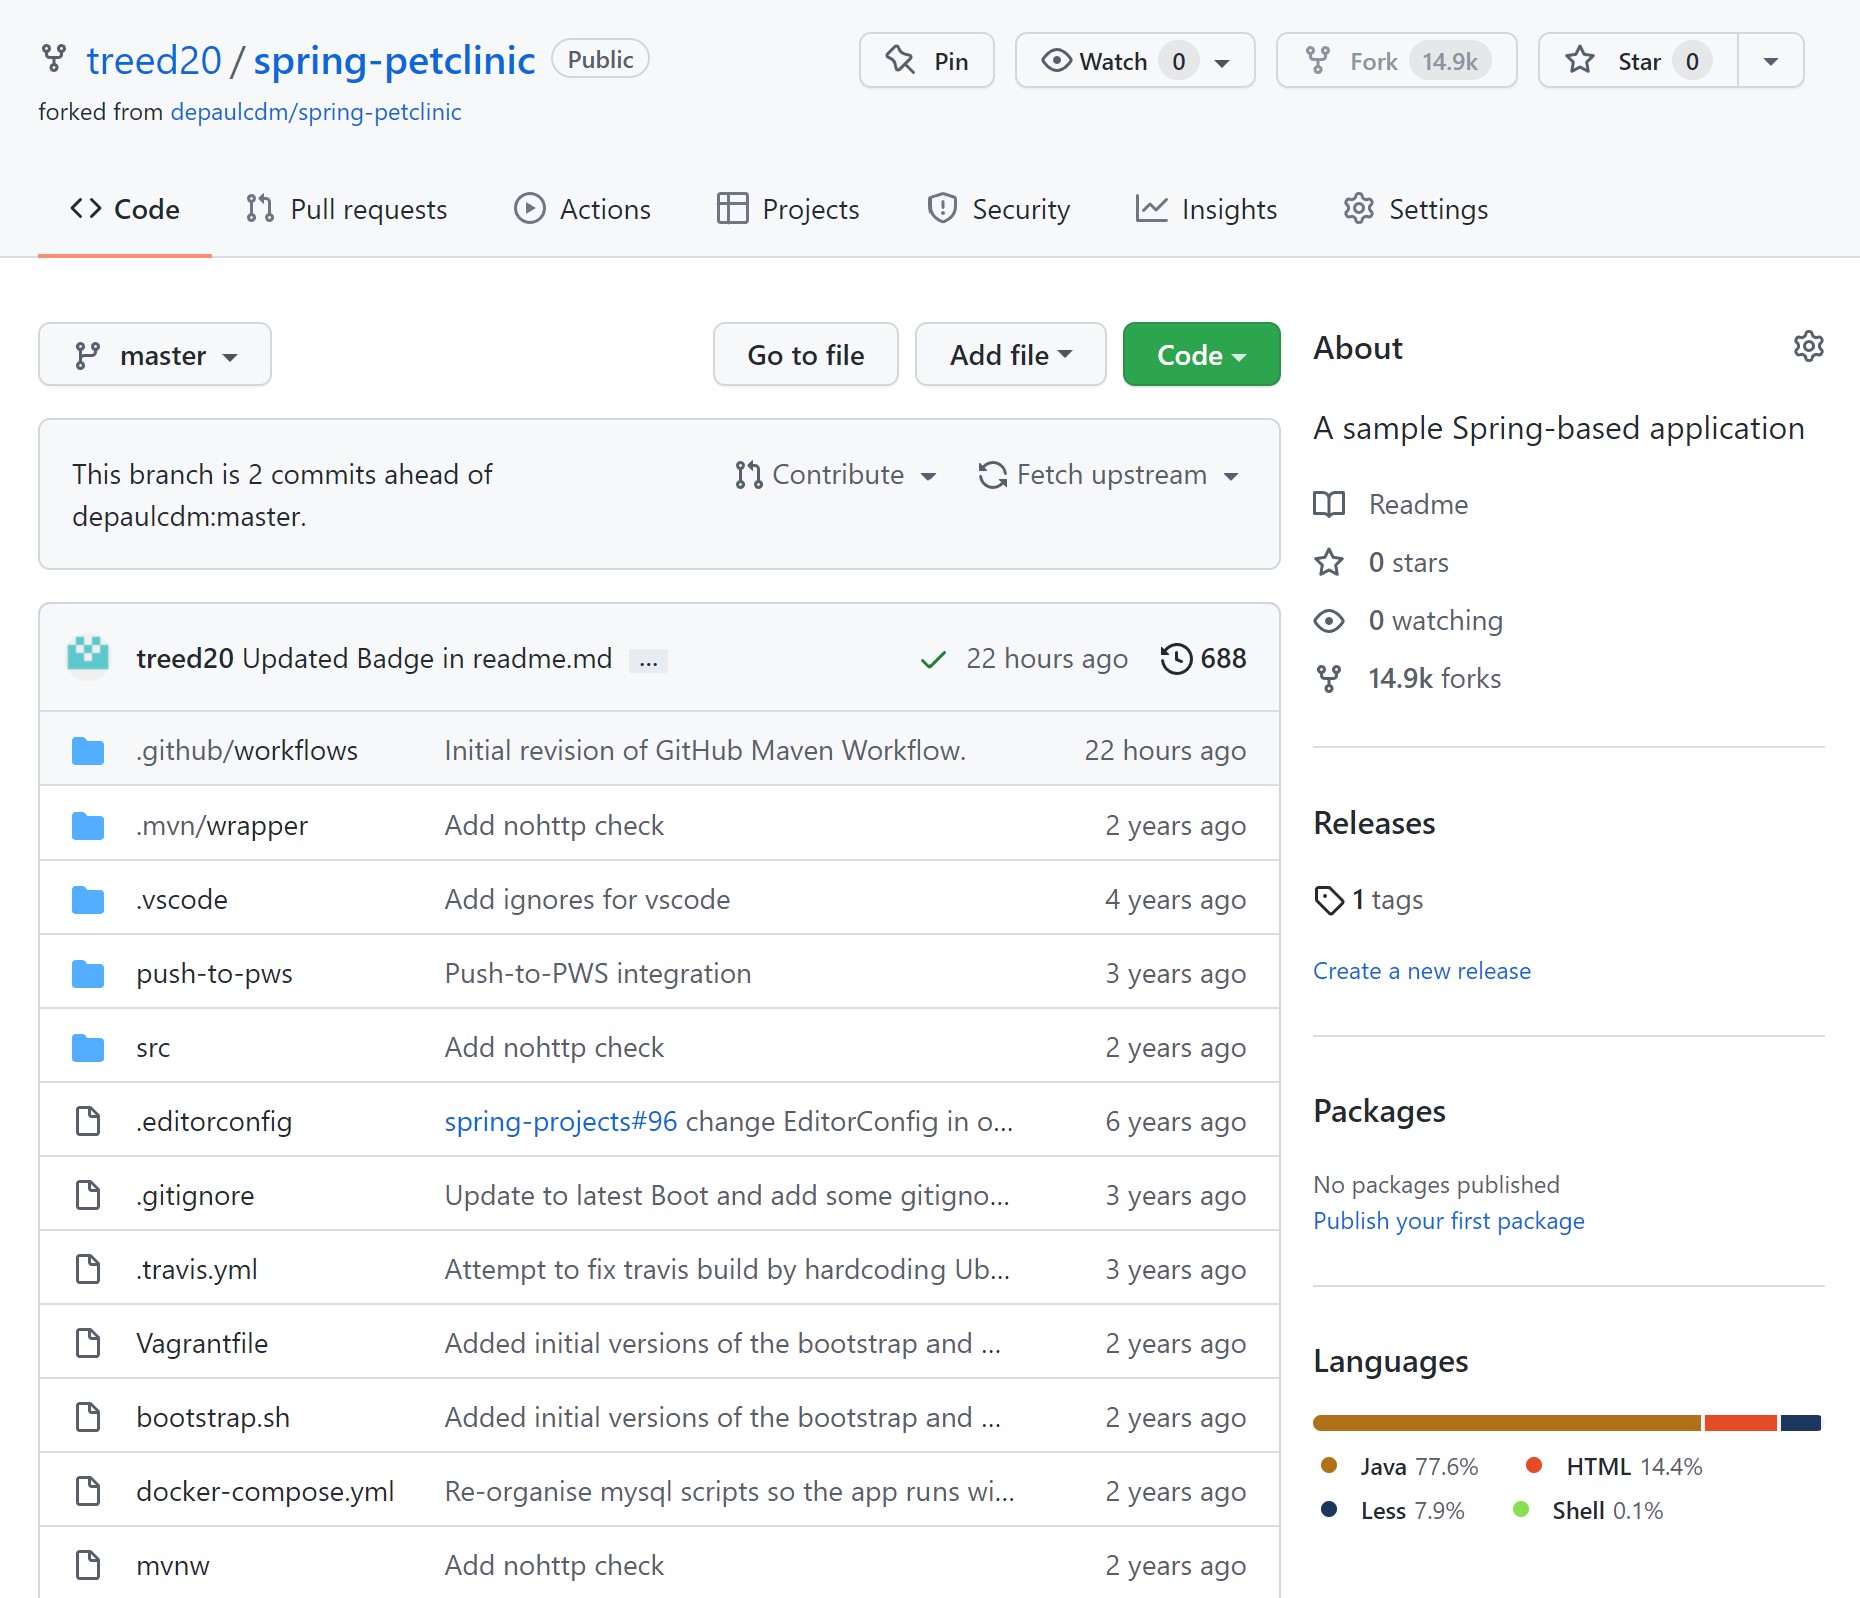 treed20 / spring-petclinic Public
Pin Watch 0 Fork 14.9k Star 0
forked from depaulcdm/spring-petclinic
Code Pull requests Actions Projects Security Insights Settings
master Go to file Add file Code
This branch is 2 commits ahead of
depaulcdm:master.
Contribute Fetch upstream
treed20 Updated Badge in readme.md ... 22 hours ago 688
.github/workflows Initial revision of GitHub Maven Workflow. 22 hours ago
.mvn/wrapper Add nohttp check 2 years ago
.vscode Add ignores for vscode 4 years ago
push-to-pws Push-to-PWS integration 3 years ago
src Add nohttp check 2 years ago
.editorconfig spring-projects#96 change EditorConfig in o... 6 years ago
.gitignore Update to latest Boot and add some gitigno... 3 years ago
.travis.yml Attempt to fix travis build by hardcoding Ub... 3 years ago
Vagrantfile Added initial versions of the bootstrap and ... 2 years ago
bootstrap.sh Added initial versions of the bootstrap and ... 2 years ago
docker-compose.yml Re-organise mysql scripts so the app runs wi... 2 years ago
mvnw Add nohttp check 2 years ago
About
A sample Spring-based application
Readme
0 stars
0 watching
14.9k forks
Releases
1 tags
Create a new release
Packages
No packages published
Publish your first package
Languages
Java 77.6% HTML 14.4%
Less 7.9% Shell 0.1%